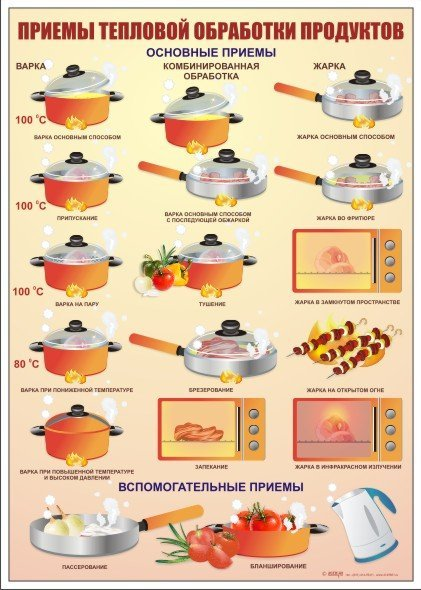 ПРИЕМЫ ТЕПЛОВОЙ ОБРАБОТКИ ПРОДУКТОВ
ОСНОВНЫЕ ПРИЕМЫ
ВАРКА
КОМБИНИРОВАННАЯ
ОБРАБОТКА
ЖАРКА
100 °С
ВАРКА ОСНОВНЫМ СПОСОБОМ
ЖАРКА ОСНОВНЫМ СПОСОБОМ
100 °С
ПРИПУСКАНИЕ
ВАРКА ОСНОВНЫМ СПОСОБОМ
С ПОСЛЕДУЮЩЕЙ ОБЖАРКОЙ
ЖАРКА ВО ФРИТЮРЕ
100 °С
ВАРКА НА ПАРУ
ТУШЕНИЕ
ЖАРКА В ЗАМКНУТОМ ПРОСТРАНСТВЕ
80 °С
ВАРКА ПРИ ПОНИЖЕННОЙ ТЕМПЕРАТУРЕ
БРЕЗЕРОВАНИЕ
ЖАРКА НА ОТКРЫТОМ ОГНЕ
ВАРКА ПРИ ПОВЫШЕННОЙ ТЕМПЕРАТУРЕ
И ВЫСОКОМ ДАВЛЕНИИ
ЗАПЕКАНИЕ
ЖАРКА В ИНФРАКРАСНОМ ИЗЛУЧЕНИИ
ВСПОМОГАТЕЛЬНЫЕ ПРИЕМЫ
ПАССЕРОВАНИЕ
БЛАНШИРОВАНИЕ